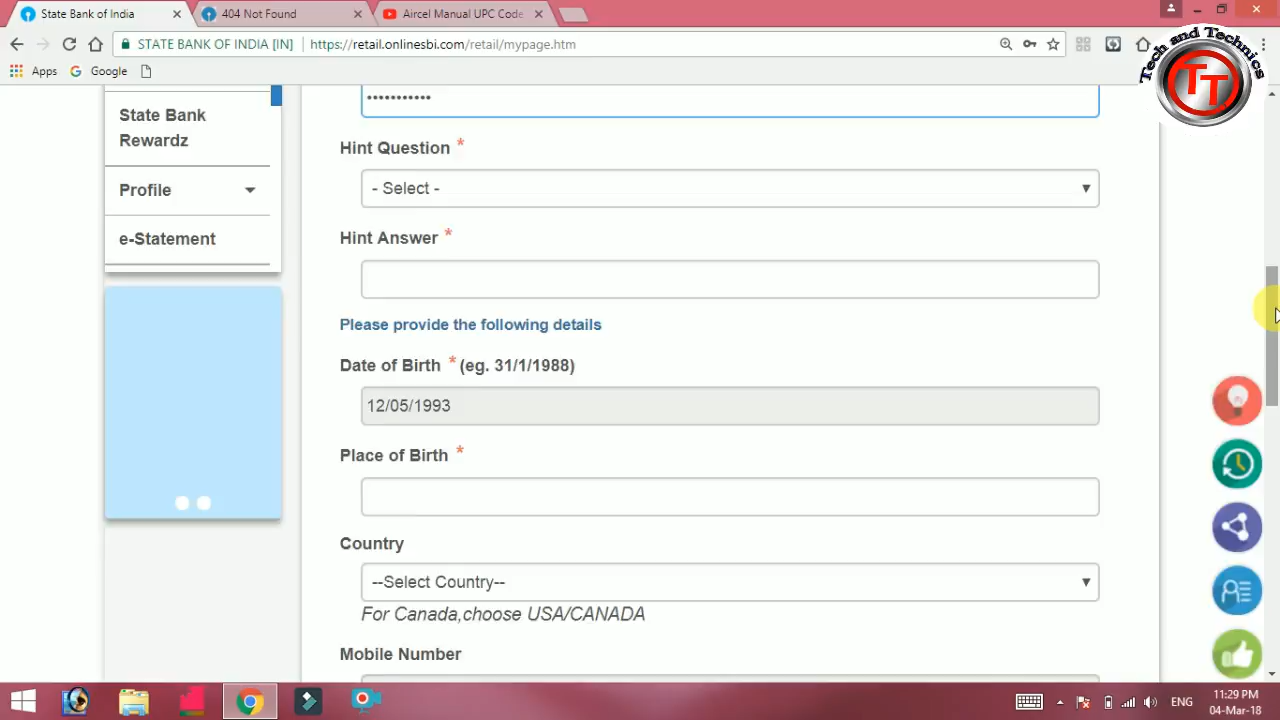 State Bank of India
404 Not Found
Aircel Manual UPC Code
STATE BANK OF INDIA [IN]
https://retail.onlinesbi.com/retail/mypage.htm
Apps
Google
Tech and Technics
TT
•••••••••••
State Bank
Rewardz
Profile
e-Statement
Hint Question *
- Select -
Hint Answer *
Please provide the following details
Date of Birth * (eg. 31/1/1988)
12/05/1993
Place of Birth *
Country
--Select Country--
For Canada,choose USA/CANADA
Mobile Number
ENG
11:29 PM
04-Mar-18